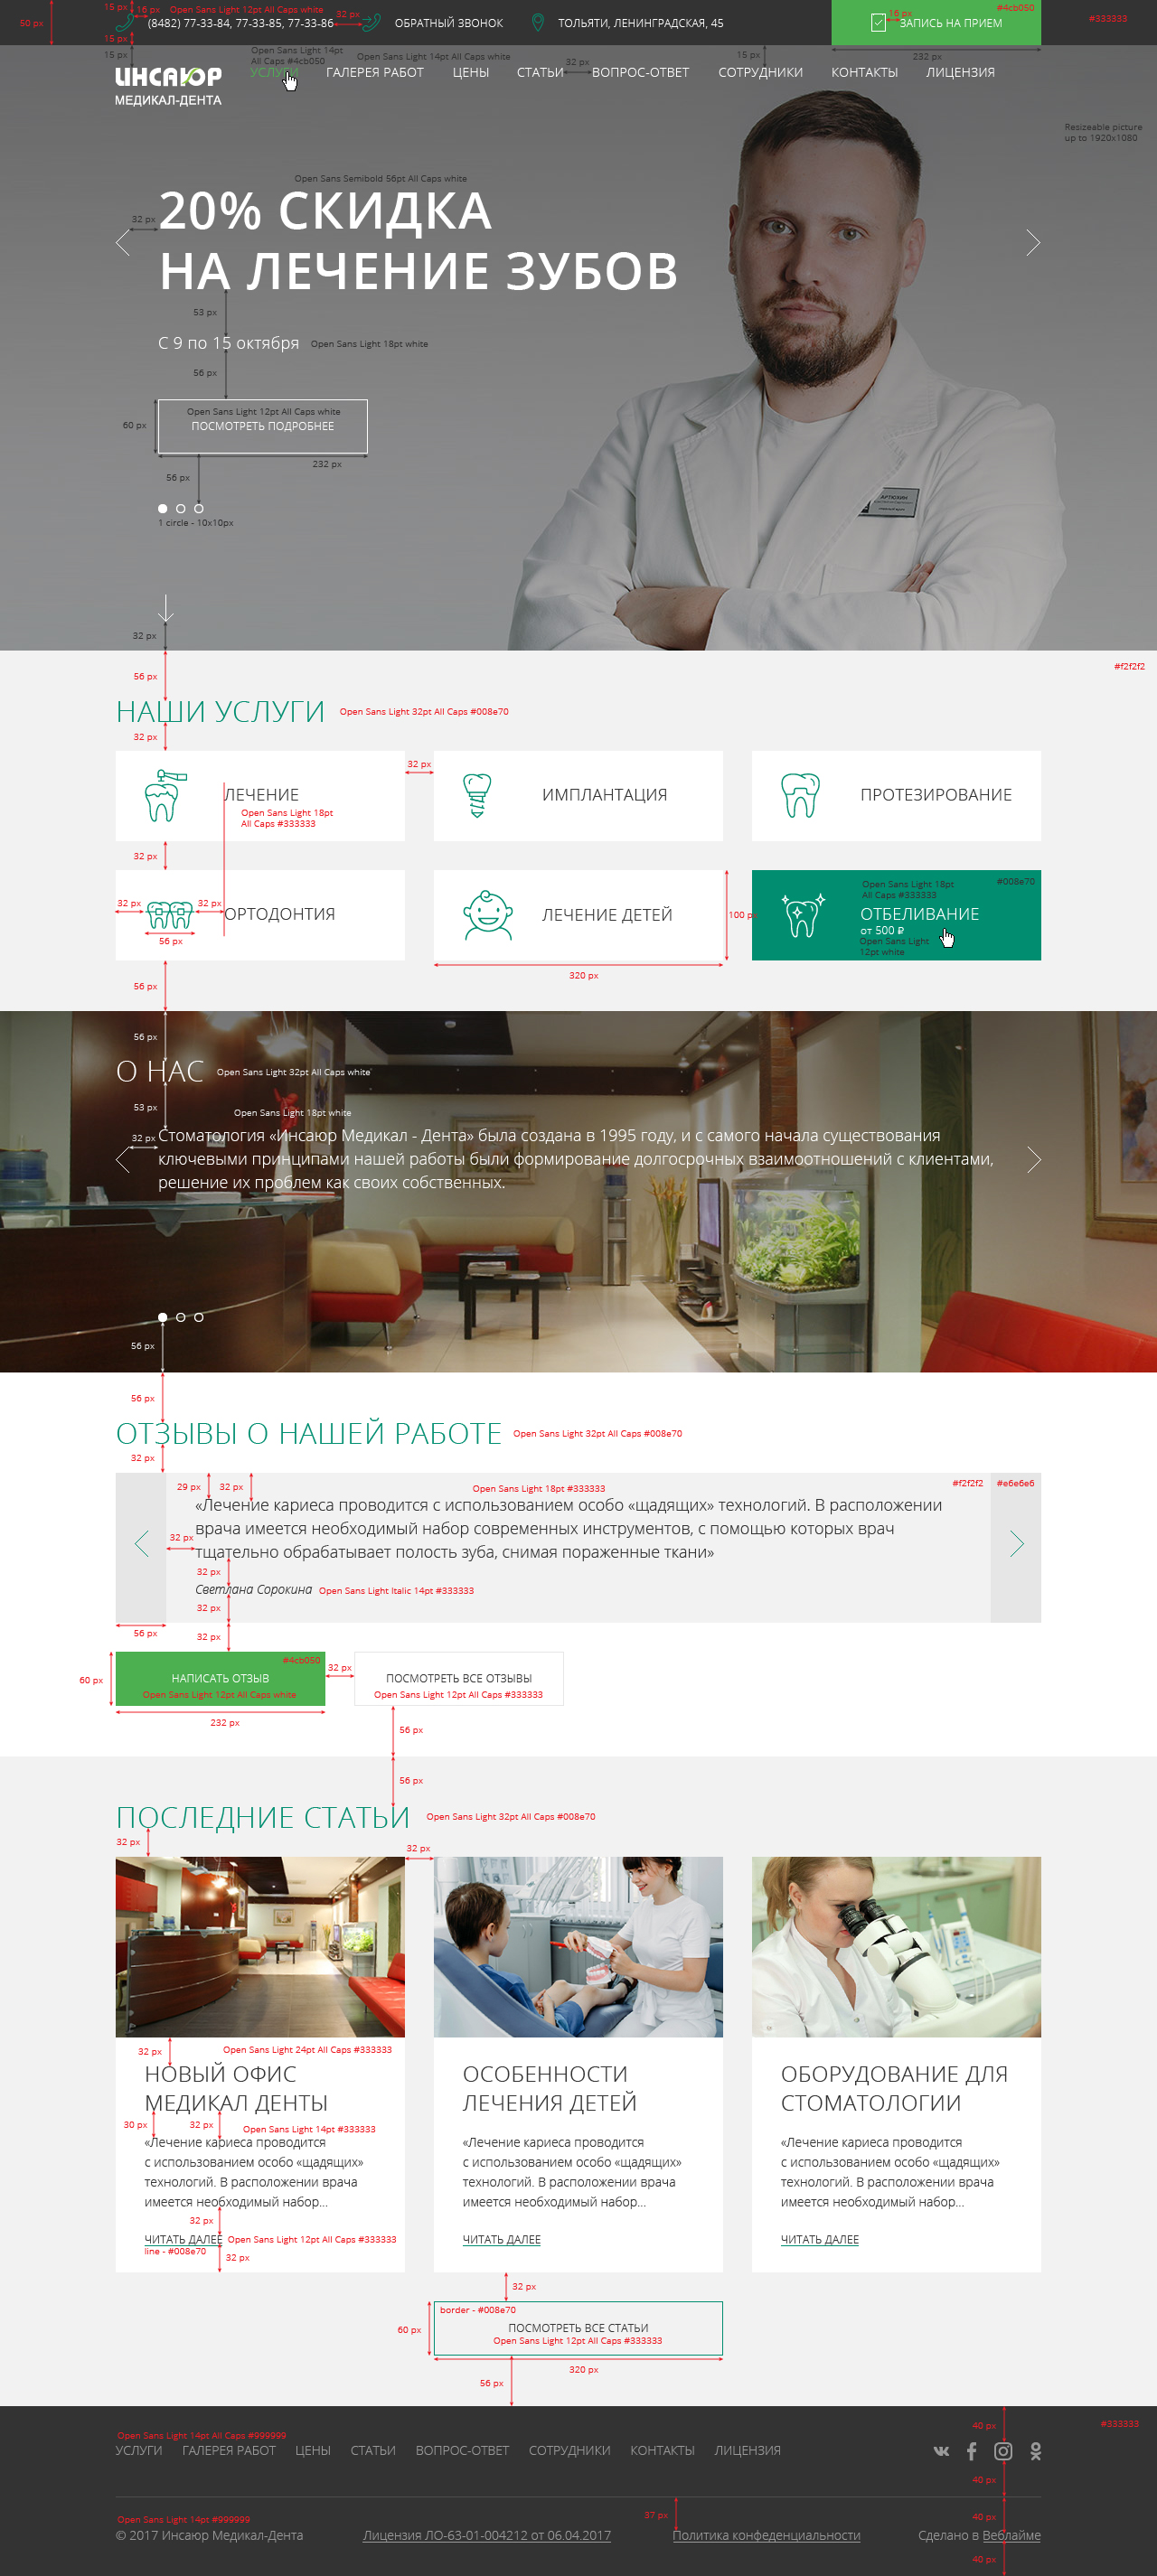 50 px
15 px
16 px
Open Sans Light 12pt All Caps white
32 px
(8482) 77-33-84, 77-33-85, 77-33-86
ОБРАТНЫЙ ЗВОНОК
ТОЛЬЯТИ, ЛЕНИНГРАДСКАЯ, 45
16 px
ЗАПИСЬ НА ПРИЕМ
#4cb050
#333333
15 px
15 px
Open Sans Light 14pt
All Caps #4cb050
Open Sans Light 14pt All Caps white
32 px
15 px
232 px
ИНСАЮР
МЕДИКАЛ-ДЕНТА
УСЛУГИ
ГАЛЕРЕЯ РАБОТ
ЦЕНЫ
СТАТЬИ
ВОПРОС-ОТВЕТ
СОТРУДНИКИ
КОНТАКТЫ
ЛИЦЕНЗИЯ
Resizeable picture
up to 1920x1080
Open Sans Semibold 56pt All Caps white
32 px
20% СКИДКА
НА ЛЕЧЕНИЕ ЗУБОВ
53 px
С 9 по 15 октября
Open Sans Light 18pt white
56 px
Open Sans Light 12pt All Caps white
60 px
ПОСМОТРЕТЬ ПОДРОБНЕЕ
232 px
56 px
1 circle - 10x10px
АРТЮХИН
32 px
56 px
#f2f2f2
НАШИ УСЛУГИ
Open Sans Light 32pt All Caps #008e70
32 px
32 px
ЛЕЧЕНИЕ
Open Sans Light 18pt
All Caps #333333
ИМПЛАНТАЦИЯ
ПРОТЕЗИРОВАНИЕ
32 px
32 px
32 px
ОРТОДОНТИЯ
56 px
ЛЕЧЕНИЕ ДЕТЕЙ
100 px
320 px
#008e70
Open Sans Light 18pt
All Caps #333333
ОТБЕЛИВАНИЕ
от 500 ₽
Open Sans Light
12pt white
56 px
56 px
О НАС
Open Sans Light 32pt All Caps white
53 px
Open Sans Light 18pt white
32 px
Стоматология «Инсаюр Медикал - Дента» была создана в 1995 году, и с самого начала существования
ключевыми принципами нашей работы были формирование долгосрочных взаимоотношений с клиентами,
решение их проблем как своих собственных.
56 px
56 px
ОТЗЫВЫ О НАШЕЙ РАБОТЕ
Open Sans Light 32pt All Caps #008e70
32 px
29 px
32 px
Open Sans Light 18pt #333333
#f2f2f2
#e6e6e6
«Лечение кариеса проводится с использованием особо «щадящих» технологий. В расположении
врача имеется необходимый набор современных инструментов, с помощью которых врач
тщательно обрабатывает полость зуба, снимая пораженные ткани»
32 px
32 px
Светлана Сорокина
Open Sans Light Italic 14pt #333333
32 px
56 px
32 px
#4cb050
60 px
НАПИСАТЬ ОТЗЫВ
Open Sans Light 12pt All Caps white
32 px
ПОСМОТРЕТЬ ВСЕ ОТЗЫВЫ
Open Sans Light 12pt All Caps #333333
232 px
56 px
56 px
ПОСЛЕДНИЕ СТАТЬИ
Open Sans Light 32pt All Caps #008e70
32 px
32 px
32 px
Open Sans Light 24pt All Caps #333333
НОВЫЙ ОФИС
МЕДИКАЛ ДЕНТЫ
30 px
32 px
Open Sans Light 14pt #333333
«Лечение кариеса проводится
с использованием особо «щадящих»
технологий. В расположении врача
имеется необходимый набор...
32 px
ЧИТАТЬ ДАЛЕЕ
Open Sans Light 12pt All Caps #333333
line - #008e70
32 px
ОСОБЕННОСТИ
ЛЕЧЕНИЯ ДЕТЕЙ
«Лечение кариеса проводится
с использованием особо «щадящих»
технологий. В расположении врача
имеется необходимый набор...
ЧИТАТЬ ДАЛЕЕ
ОБОРУДОВАНИЕ ДЛЯ
СТОМАТОЛОГИИ
«Лечение кариеса проводится
с использованием особо «щадящих»
технологий. В расположении врача
имеется необходимый набор...
ЧИТАТЬ ДАЛЕЕ
32 px
border - #008e70
60 px
ПОСМОТРЕТЬ ВСЕ СТАТЬИ
Open Sans Light 12pt All Caps #333333
320 px
56 px
40 px
#333333
Open Sans Light 14pt All Caps #999999
УСЛУГИ
ГАЛЕРЕЯ РАБОТ
ЦЕНЫ
СТАТЬИ
ВОПРОС-ОТВЕТ
СОТРУДНИКИ
КОНТАКТЫ
ЛИЦЕНЗИЯ
40 px
37 px
40 px
Open Sans Light 14pt #999999
© 2017 Инсаюр Медикал-Дента
Лицензия ЛО-63-01-004212 от 06.04.2017
Политика конфеденциальности
Сделано в Веблайме
40 px